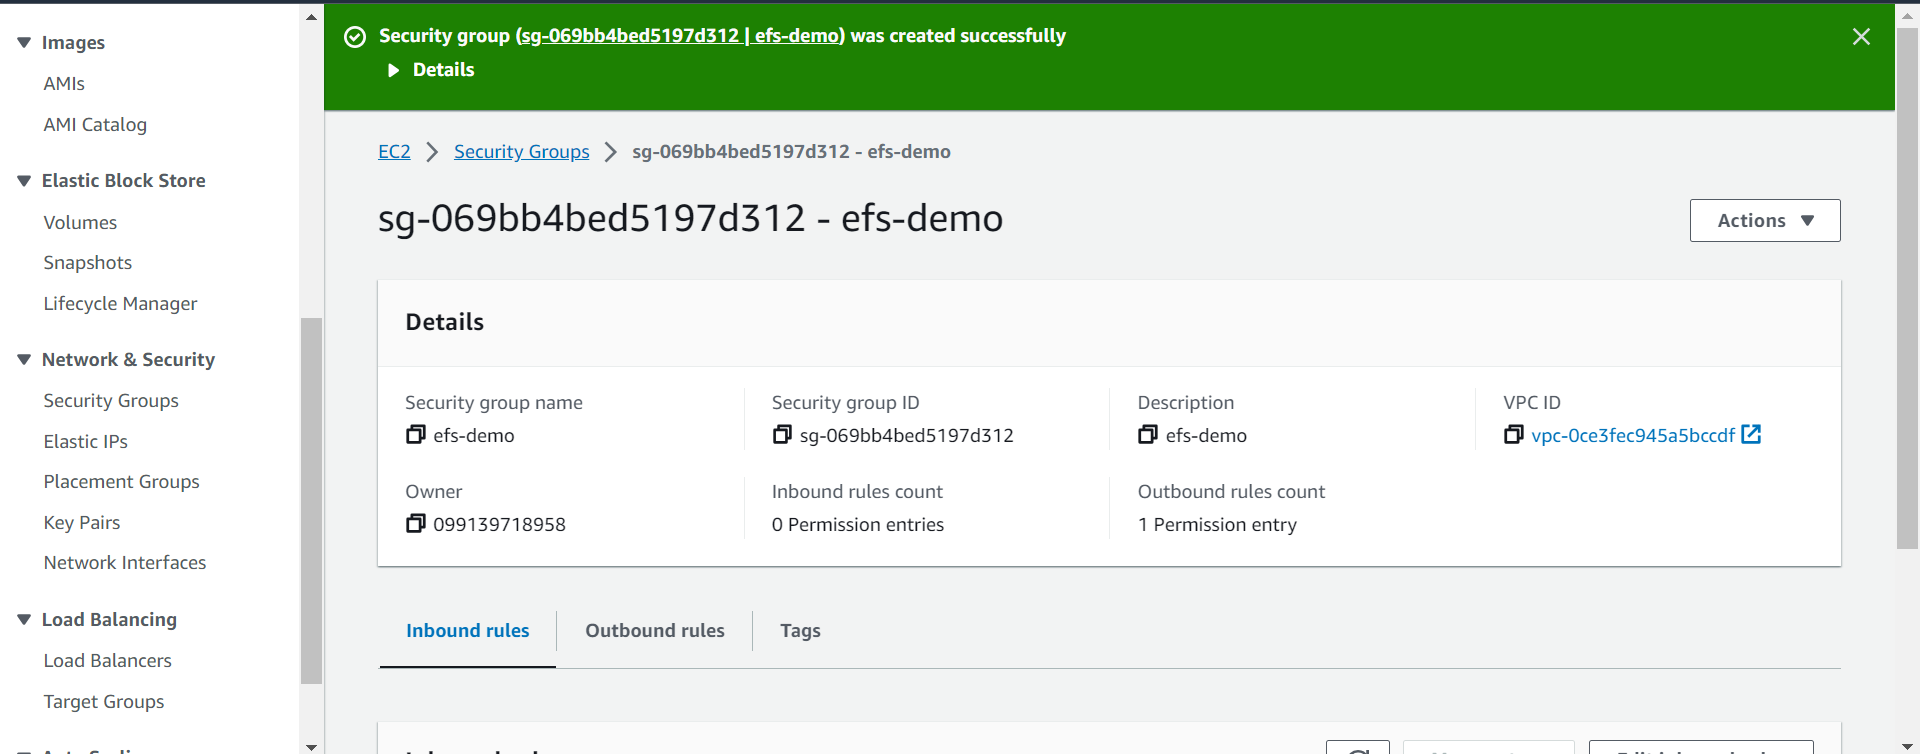 Images
AMIs
AMI Catalog
Elastic Block Store
Volumes
Snapshots
Lifecycle Manager
Network & Security
Security Groups
Elastic IPs
Placement Groups
Key Pairs
Network Interfaces
Load Balancing
Load Balancers
Target Groups
Security group (sg-069bb4bed5197d312 | efs-demo) was created successfully
Details
EC2 Security Groups sg-069bb4bed5197d312 - efs-demo
sg-069bb4bed5197d312 - efs-demo
Actions
Details
Security group name
efs-demo
Security group ID
sg-069bb4bed5197d312
Description
efs-demo
VPC ID
vpc-0ce3fec945a5bccdf
Owner
099139718958
Inbound rules count
0 Permission entries
Outbound rules count
1 Permission entry
Inbound rules Outbound rules Tags